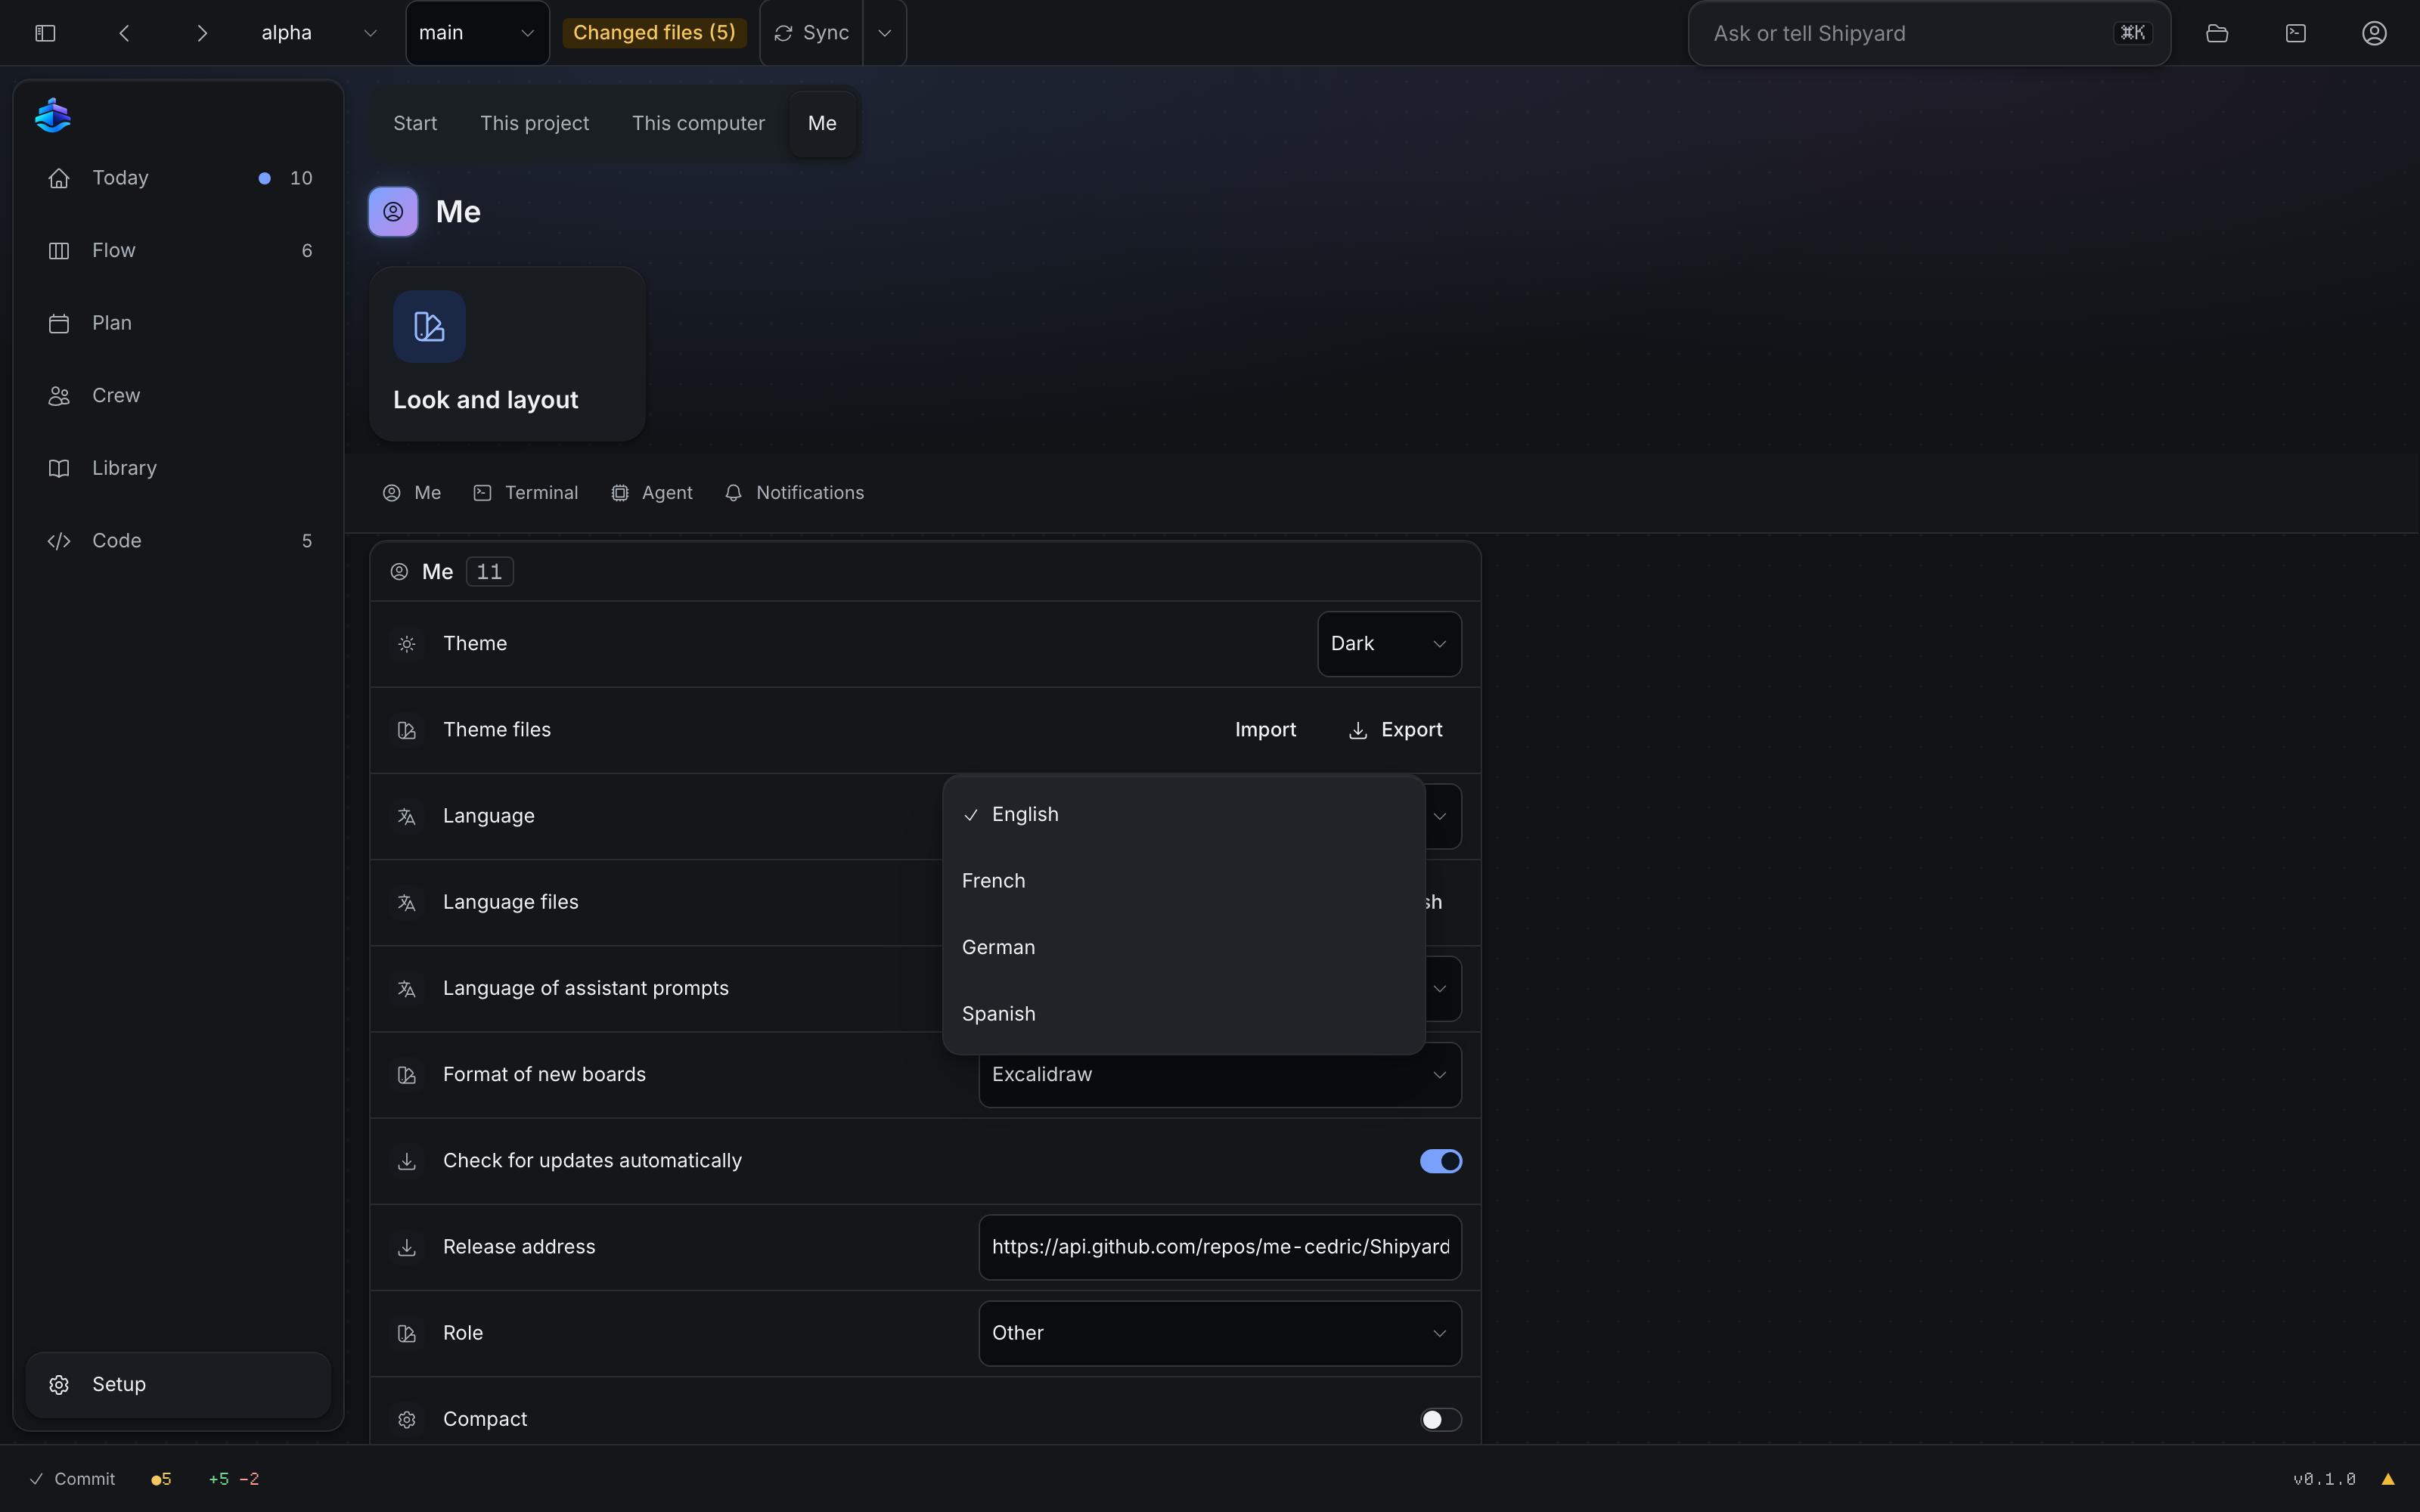 alpha
main
Changed files (5)
Sync
Ask or tell Shipyard
⌘K
Today 10
Flow 6
Plan
Crew
Library
Code 5
Setup
Start
This project
This computer
Me
Me
Look and layout
Me
Terminal
Agent
Notifications
Me 11
Theme
Dark
Theme files
Import
Export
Language
English
French
German
Spanish
Language files
Language of assistant prompts
Format of new boards
Excalidraw
Check for updates automatically
Release address
https://api.github.com/repos/me-cedric/Shipyard
Role
Other
Compact
Commit
5
+5 -2
v0.1.0